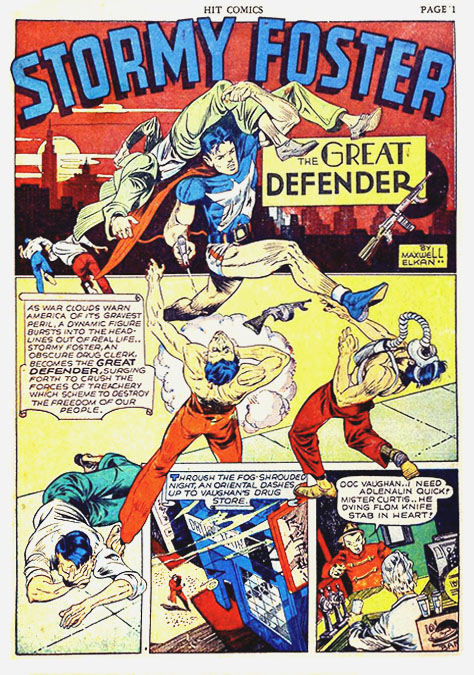 HIT COMICS
PAGE 1
STORMY FOSTER
THE GREAT
DEFENDER
BY
MAXWELL
ELKAN
AS WAR CLOUDS WARN
AMERICA OF ITS GRAVEST
PERIL, A DYNAMIC FIGURE
BURSTS INTO THE HEAD-
LINES OUT OF REAL LIFE..
STORMY FOSTER, AN
OBSCURE DRUG CLERK,
BECOMES THE GREAT
DEFENDER, SURGING
FORTH TO CRUSH THE
FORCES OF TREACHERY
WHICH SCHEME TO DESTROY
THE FREEDOM OF OUR
PEOPLE.
THROUGH THE FOG-SHROUDED
NIGHT, AN ORIENTAL DASHES
UP TO VAUGHAN'S DRUG
STORE.
DOC VAUGHAN..I NEED
ADLENALIN QUICK!
MISTER CURTIS.. HE
DYING FLOM KNIFE
STAB IN HEART!
10¢